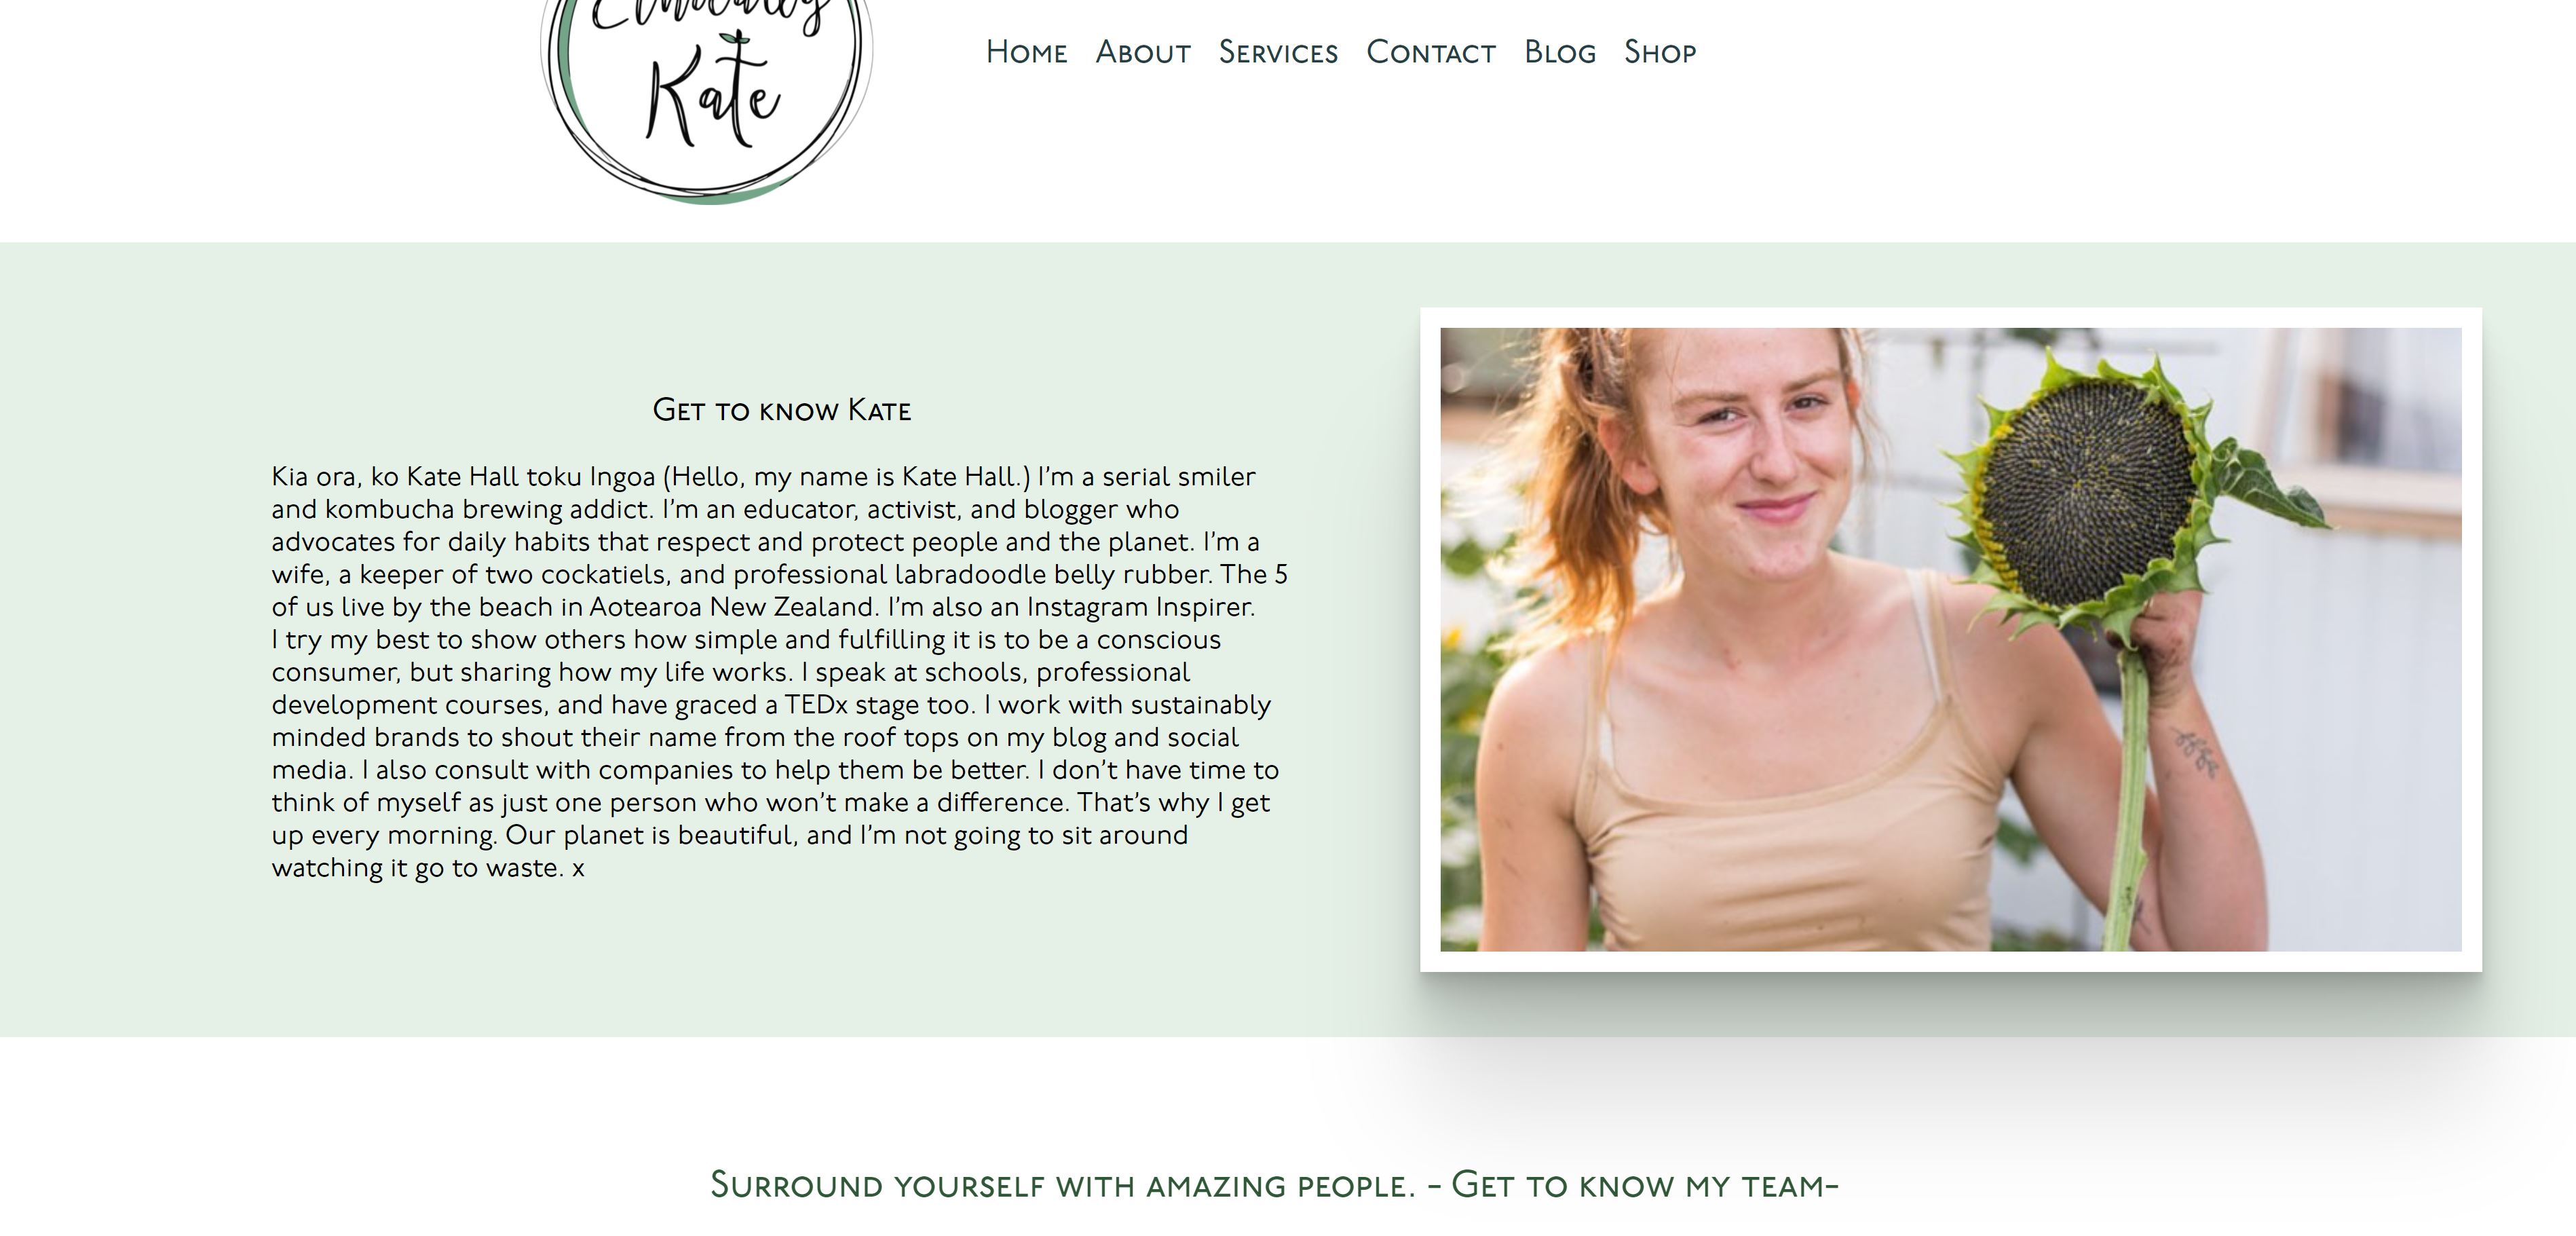 Kate
Home About Services Contact Blog Shop
Get to know Kate
Kia ora, ko Kate Hall toku Ingoa (Hello, my name is Kate Hall.) I’m a serial smiler
and kombucha brewing addict. I’m an educator, activist, and blogger who
advocates for daily habits that respect and protect people and the planet. I’m a
wife, a keeper of two cockatiels, and professional labradoodle belly rubber. The 5
of us live by the beach in Aotearoa New Zealand. I’m also an Instagram Inspirer.
I try my best to show others how simple and fulfilling it is to be a conscious
consumer, but sharing how my life works. I speak at schools, professional
development courses, and have graced a TEDx stage too. I work with sustainably
minded brands to shout their name from the roof tops on my blog and social
media. I also consult with companies to help them be better. I don’t have time to
think of myself as just one person who won’t make a difference. That’s why I get
up every morning. Our planet is beautiful, and I’m not going to sit around
watching it go to waste. x
Surround yourself with amazing people. - Get to know my team-